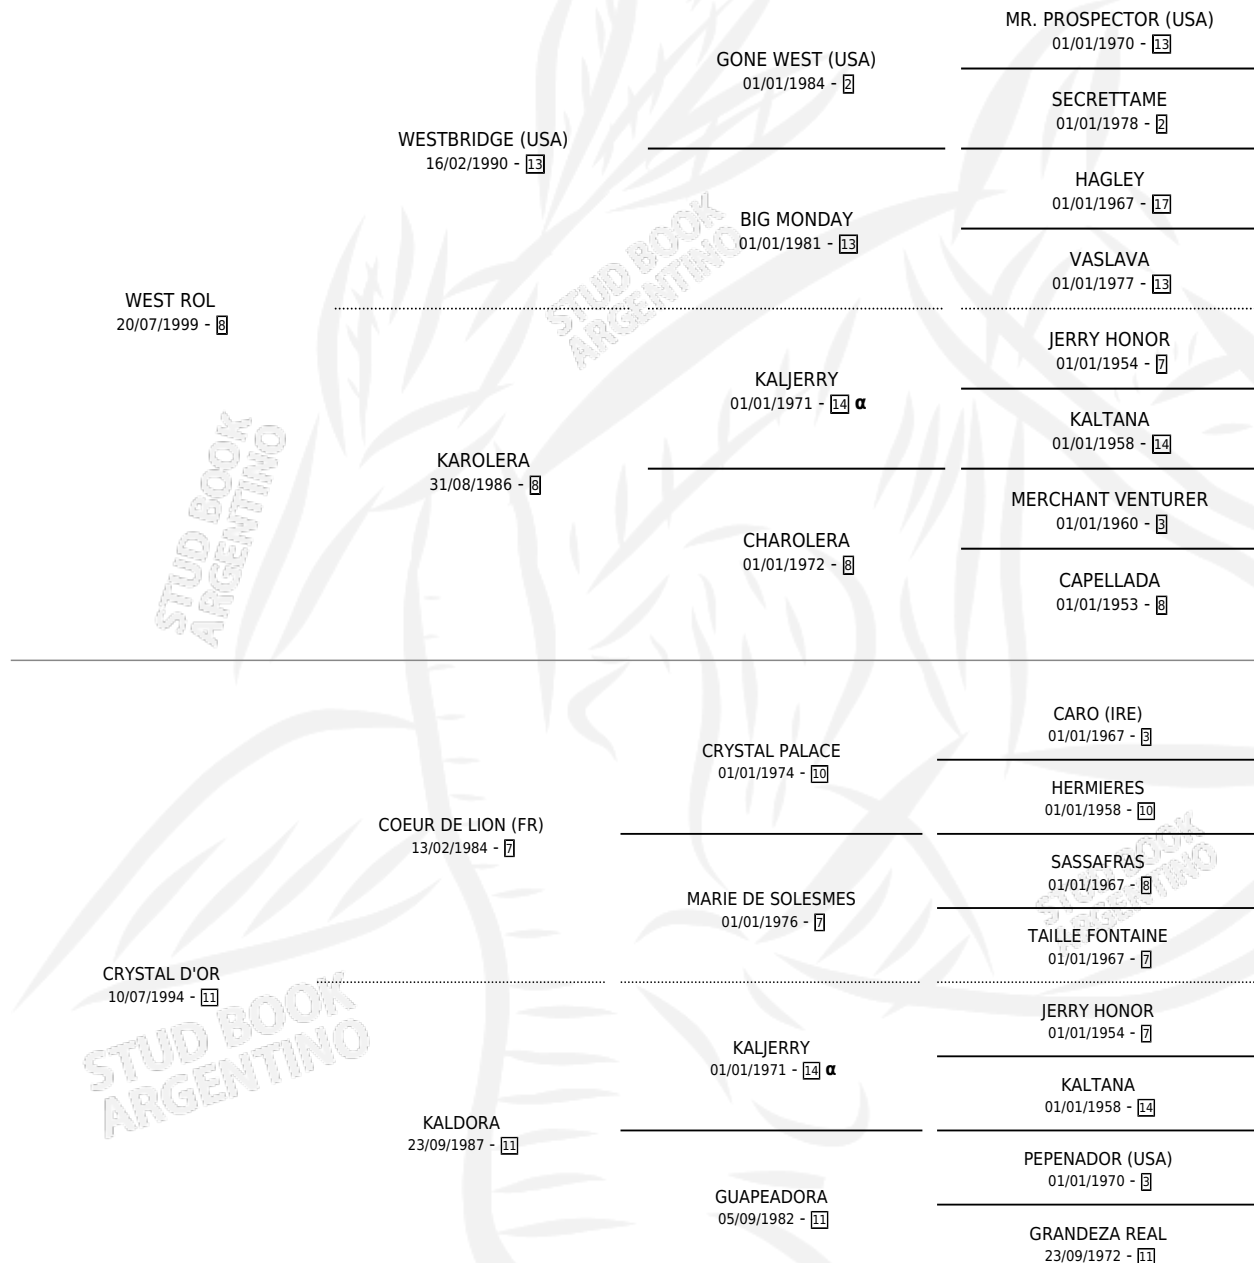 MR. PROSPECTOR (USA)
01/01/1970 - 13
GONE WEST (USA)
01/01/1984 - 2
SECRETTAME
01/01/1978 - 2
WESTBRIDGE (USA)
16/02/1990 - 13
HAGLEY
01/01/1967 - 17
BIG MONDAY
01/01/1981 - 13
VASLAVA
01/01/1977 - 13
STUD BOOK
ARGENTINO
WEST ROL
20/07/1999 - 8
JERRY HONOR
01/01/1954 - 7
KALJERRY
01/01/1971 - 14 α
KALTANA
01/01/1958 - 14
KAROLERA
31/08/1986 - 8
MERCHANT VENTURER
01/01/1960 - 3
CHAROLERA
01/01/1972 - 8
CAPELLADA
01/01/1953 - 8
STUD BOOK
ARGENTINO
CARO (IRE)
01/01/1967 - 3
CRYSTAL PALACE
01/01/1974 - 10
HERMIERES
01/01/1958 - 10
COEUR DE LION (FR)
13/02/1984 - 7
SASSAFRAS
01/01/1967 - 8
MARIE DE SOLESMES
01/01/1976 - 7
TAILLE FONTAINE
01/01/1967 - 7
STUD BOOK
ARGENTINO
CRYSTAL D'OR
10/07/1994 - 11
JERRY HONOR
01/01/1954 - 7
KALJERRY
01/01/1971 - 14 α
KALTANA
01/01/1958 - 14
STUD BOOK
ARGENTINO
KALDORA
23/09/1987 - 11
PEPENADOR (USA)
01/01/1970 - 3
GUAPEADORA
05/09/1982 - 11
GRANDEZA REAL
23/09/1972 - 11